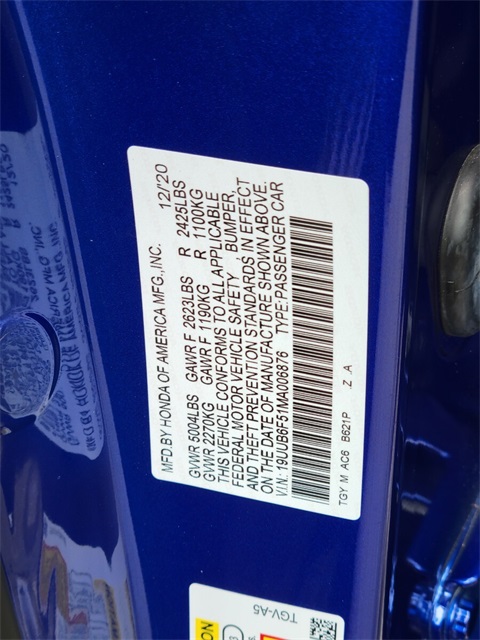 MFD.BY HONDA OF AMERICA MFG.,INC. 12/'20
GVWR 5004LBS GAWR F 2623LBS R 2425LBS
GVWR 2270KG GAWR F 1190KG R 1100KG
THIS VEHICLE CONFORMS TO ALL APPLICABLE
FEDERAL MOTOR VEHICLE SAFETY , BUMPER,
AND THEFT PREVENTION STANDARDS IN EFFECT
ON THE DATE OF MANUFACTURE SHOWN ABOVE.
V.I.N.: 19UUB6F51MA006876 TYPE:PASSENGER CAR
TGY M AC6 B621P .Z .A
TGV-A5